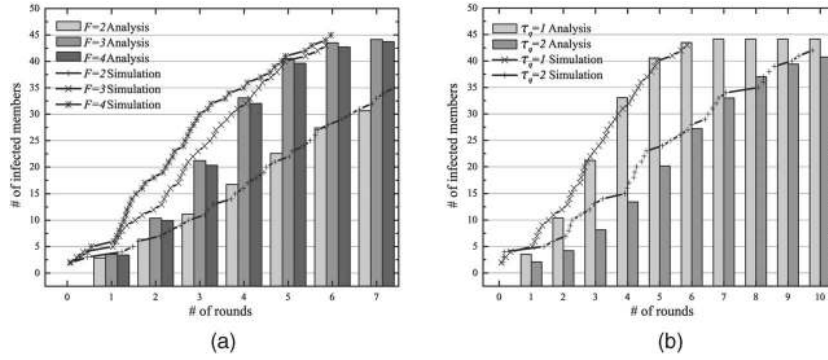 F=2 Analysis
F=3 Analysis
F=4 Analysis
F=2 Simulation
F=3 Simulation
F=4 Simulation
# of infected members
45
40
35
30
25
20
15
10
5
0
0 1 2 3 4 5 6 7
# of rounds
(a)
τq=1 Analysis
τq=2 Analysis
τq=1 Simulation
τq=2 Simulation
# of infected members
45
40
35
30
25
20
15
10
5
0
0 1 2 3 4 5 6 7 8 9 10
# of rounds
(b)